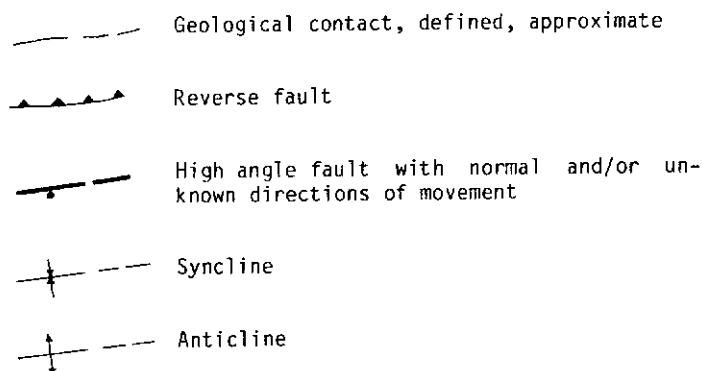 Geological contact, defined, approximate
Reverse fault
High angle fault with normal and/or un-
known directions of movement
Syncline
Anticline